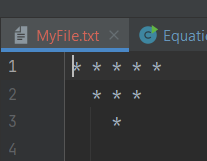 MyFile.txt × Equatio
1 * * * * *
2   * * *
3     *
4